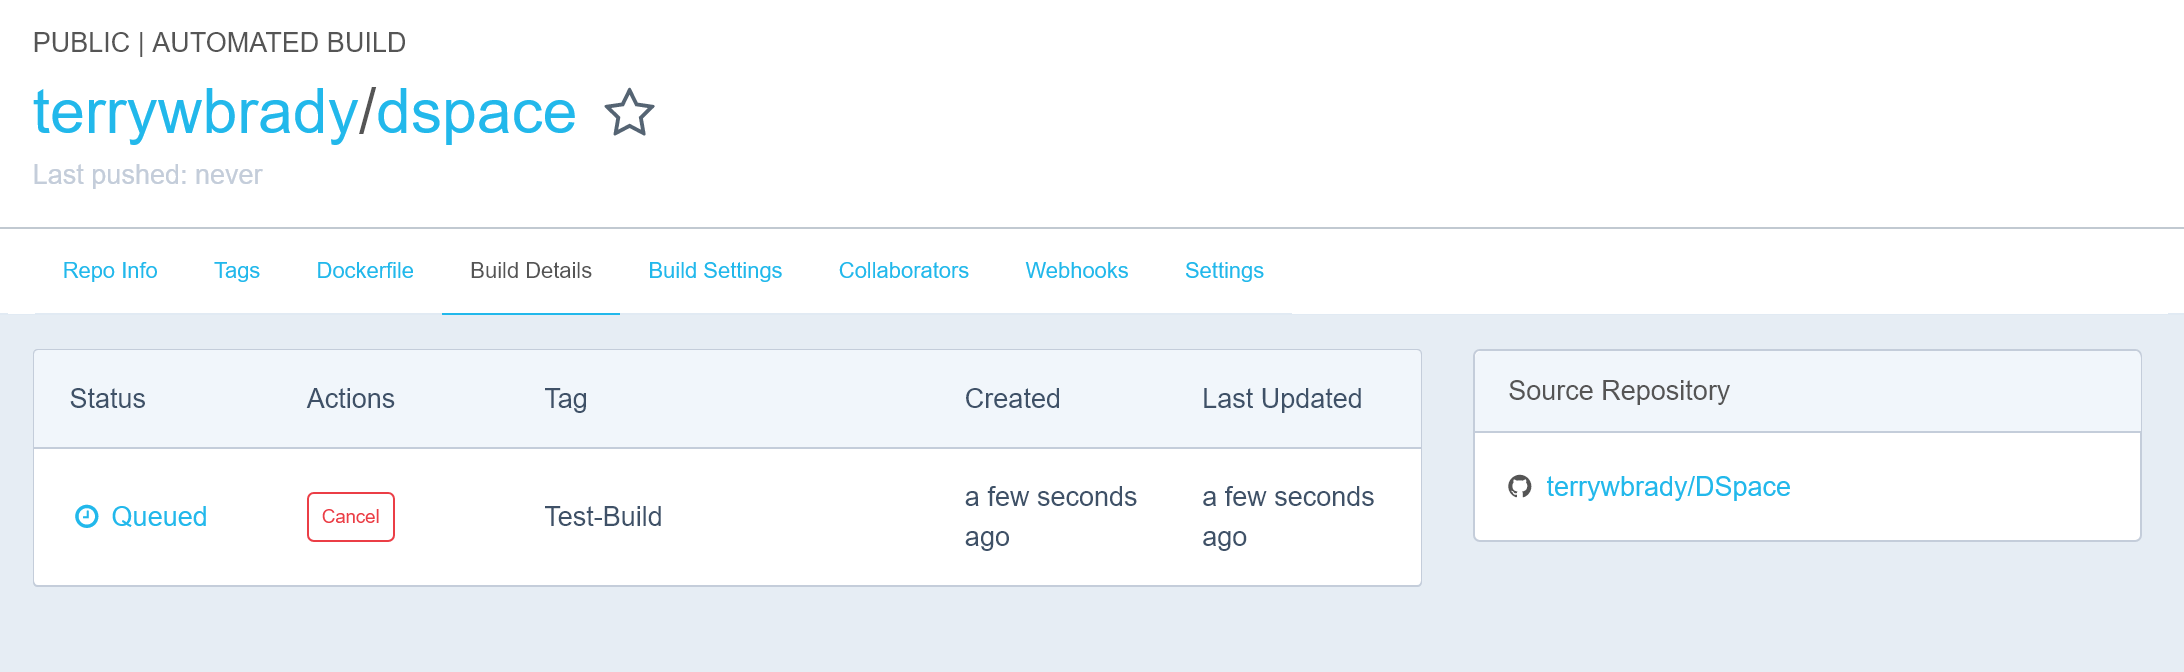 PUBLIC | AUTOMATED BUILD
terrywbrady/dspace
Last pushed: never
Repo Info Tags Dockerfile Build Details Build Settings Collaborators Webhooks Settings
Status Actions Tag Created Last Updated
Queued Cancel Test-Build a few seconds ago a few seconds ago
Source Repository
terrywbrady/DSpace